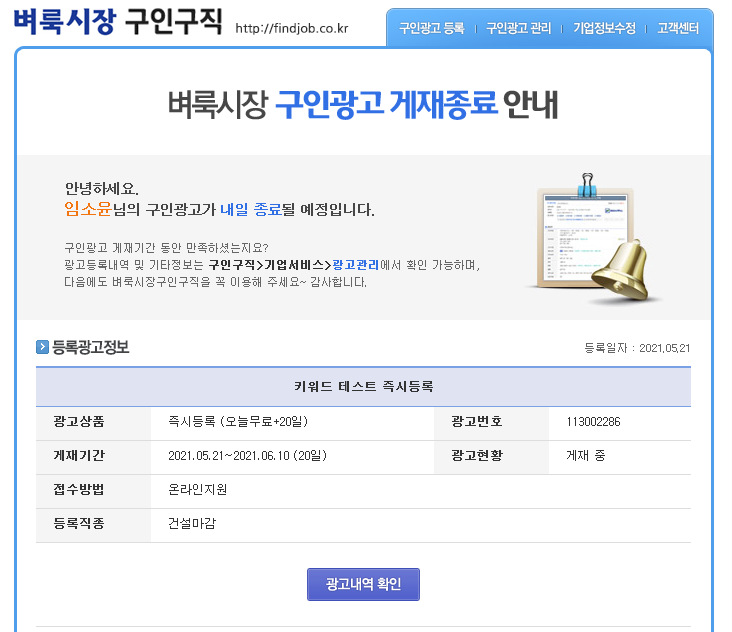 벼룩시장 구인구직 http://findjob.co.kr
구인광고 등록 구인광고 관리 기업정보수정 고객센터
벼룩시장 구인광고 게재종료 안내
안녕하세요.
임소윤님의 구인광고가 내일 종료될 예정입니다.
구인광고 게재기간 동안 만족하셨는지요?
광고등록내역 및 기타정보는 구인구직>기업서비스>광고관리에서 확인 가능하며,
다음에도 벼룩시장구인구직을 꼭 이용해 주세요~ 감사합니다.
등록광고정보 등록일자 : 2021.05.21
키워드 테스트 즉시등록
광고상품 즉시등록 (오늘무료+20일) 광고번호 113002286
게재기간 2021.05.21~2021.06.10 (20일) 광고현황 게재 중
접수방법 온라인지원
등록직종 건설마감
광고내역 확인